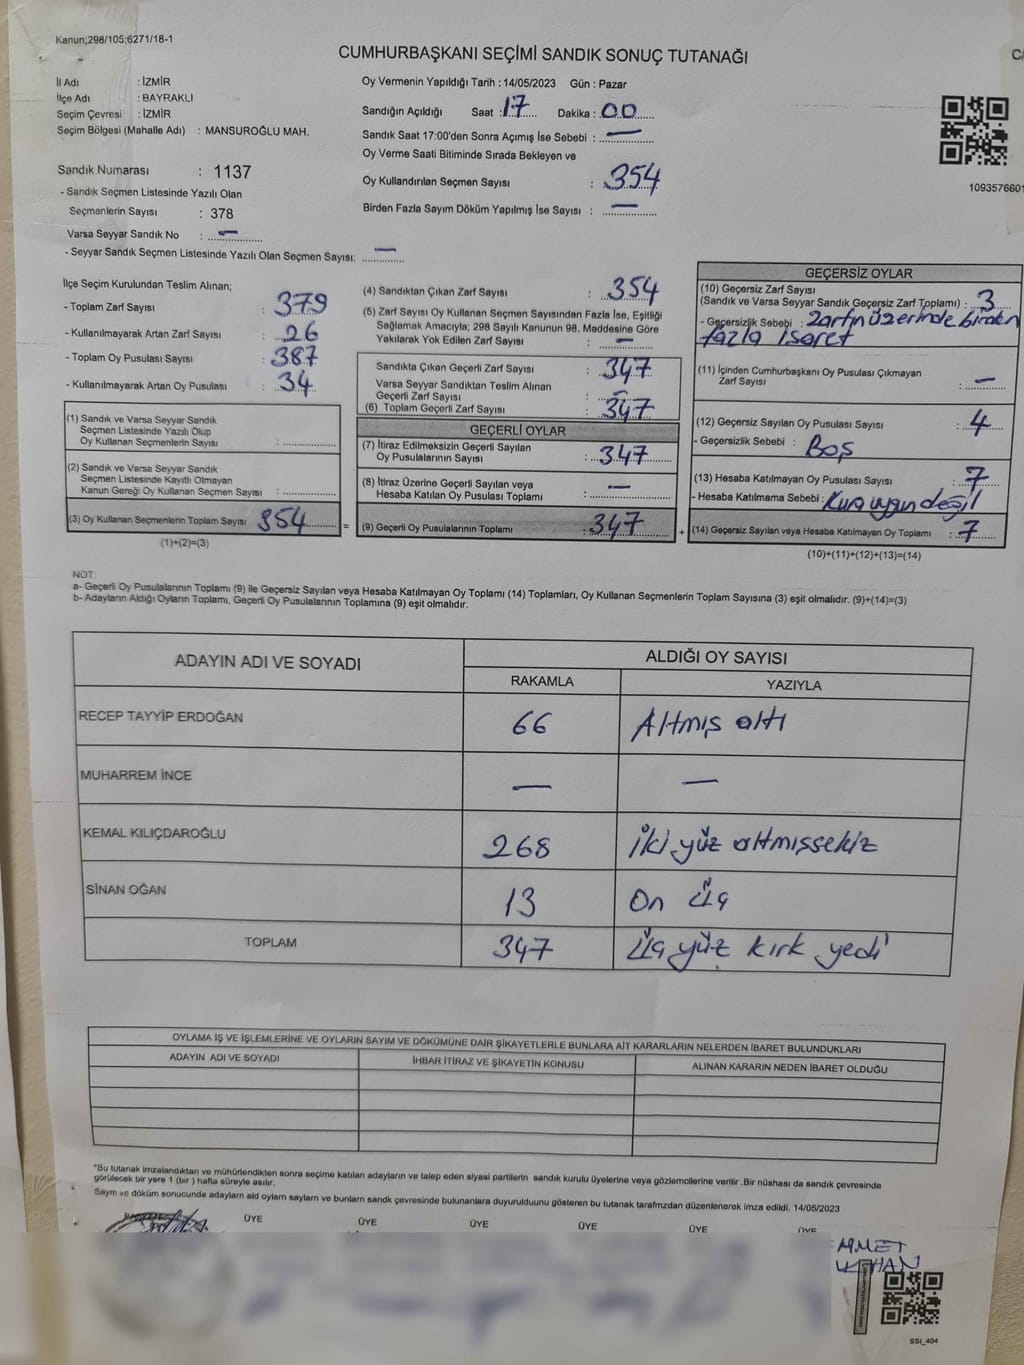 Kanun;298/105;6271/18-1
CUMHURBAŞKANI SEÇİMİ SANDIK SONUÇ TUTANAĞI
İl Adı : İZMİR
İlçe Adı : BAYRAKLI
Seçim Çevresi : İZMİR
Seçim Bölgesi (Mahalle Adı) : MANSUROĞLU MAH.
Sandık Numarası : 1137
- Sandık Seçmen Listesinde Yazılı Olan
Seçmenlerin Sayısı : 378
Varsa Seyyar Sandık No : —
- Seyyar Sandık Seçmen Listesinde Yazılı Olan Seçmen Sayısı: —
Oy Vermenin Yapıldığı Tarih : 14/05/2023 Gün : Pazar
Sandığın Açıldığı Saat : 17 Dakika : 00
Sandık Saat 17:00'den Sonra Açımış İse Sebebi : —
Oy Verme Saati Bitiminde Sırada Bekleyen ve
Oy Kullandırılan Seçmen Sayısı : 354
Birden Fazla Sayım Döküm Yapılmış İse Sayısı : —
1093576601
İlçe Seçim Kurulundan Teslim Alınan;
- Toplam Zarf Sayısı : 379
- Kullanılmayarak Artan Zarf Sayısı : 26
- Toplam Oy Pusulası Sayısı : 387
- Kullanılmayarak Artan Oy Pusulası : 34
(1) Sandık ve Varsa Seyyar Sandık
Seçmen Listesinde Yazılı Olup
Oy Kullanan Seçmenlerin Sayısı :
(2) Sandık ve Varsa Seyyar Sandık
Seçmen Listesinde Kayıtlı Olmayan
Kanun Gereği Oy Kullanan Seçmen Sayısı :
(3) Oy Kullanan Seçmenlerin Toplam Sayısı 354 =
(1)+(2)=(3)
(4) Sandıktan Çıkan Zarf Sayısı : 354
(5) Zarf Sayısı Oy Kullanan Seçmen Sayısından Fazla İse, Eşitliği
Sağlamak Amacıyla; 298 Sayılı Kanunun 98. Maddesine Göre
Yakılarak Yok Edilen Zarf Sayısı : —
Sandıkta Çıkan Geçerli Zarf Sayısı : 347
Varsa Seyyar Sandıktan Teslim Alınan
Geçerli Zarf Sayısı : —
(6) Toplam Geçerli Zarf Sayısı : 347
GEÇERLİ OYLAR
(7) İtiraz Edilmeksizin Geçerli Sayılan
Oy Pusulalarının Sayısı : 347
(8) İtiraz Üzerine Geçerli Sayılan veya
Hesaba Katılan Oy Pusulası Toplamı : —
(9) Geçerli Oy Pusulalarının Toplamı : 347 +
GEÇERSİZ OYLAR
(10) Geçersiz Zarf Sayısı
(Sandık ve Varsa Seyyar Sandık Geçersiz Zarf Toplamı) : 3
- Geçersizlik Sebebi : Zarfın üzerinde birden
fazla işaret
(11) İçinden Cumhurbaşkanı Oy Pusulası Çıkmayan
Zarf Sayısı : —
(12) Geçersiz Sayılan Oy Pusulası Sayısı : 4
- Geçersizlik Sebebi : Boş
(13) Hesaba Katılmayan Oy Pusulası Sayısı : 7
- Hesaba Katılmama Sebebi : Kura uygun değil
(14) Geçersiz Sayılan veya Hesaba Katılmayan Oy Toplamı : 7
(10)+(11)+(12)+(13)=(14)
NOT:
a- Geçerli Oy Pusulalarının Toplamı (9) ile Geçersiz Sayılan veya Hesaba Katılmayan Oy Toplamı (14) Toplamları, Oy Kullanan Seçmenlerin Toplam Sayısına (3) eşit olmalıdır. (9)+(14)=(3)
b- Adayların Aldığı Oyların Toplamı, Geçerli Oy Pusulalarının Toplamına (9) eşit olmalıdır.
ADAYIN ADI VE SOYADI ALDIĞI OY SAYISI
RAKAMLA YAZIYLA
RECEP TAYYİP ERDOĞAN 66 Altmış altı
MUHARREM İNCE — —
KEMAL KILIÇDAROĞLU 268 İki yüz altmışsekiz
SİNAN OĞAN 13 On üç
TOPLAM 347 Üç yüz kırk yedi
OYLAMA İŞ VE İŞLEMLERİNE VE OYLARIN SAYIM VE DÖKÜMÜNE DAİR ŞİKAYETLERLE BUNLARA AİT KARARLARIN NELERDEN İBARET BULUNDUKLARI
ADAYIN ADI VE SOYADI İHBAR İTİRAZ VE ŞİKAYETİN KONUSU ALINAN KARARIN NEDEN İBARET OLDUĞU
*Bu tutanak imzalandıktan ve mühürlendikten sonra seçime katılan adayların ve talep eden siyasi partilerin sandık kurulu üyelerine veya gözlemcilerine verilir .Bir nüshası da sandık çevresinde
görülecek bir yere 1 (bir ) hafta süreyle asılır.
Sayım ve döküm sonucunda adayların ald oyların sayların ve bunların sandk çevresinde bulunanlara duyurulduunu gösteren bu tutanak tarafmzdan düzenlenerek imza edildi. 14/05/2023
ÜYE ÜYE ÜYE ÜYE ÜYE ÜYE
SSI_404